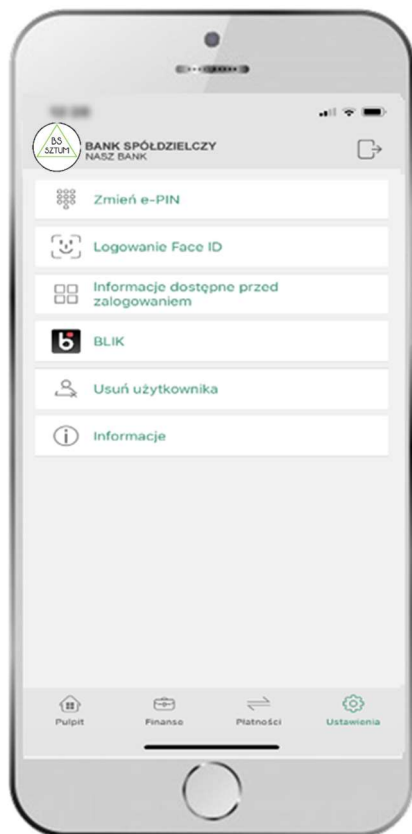 BS
SZTUM
BANK SPÓŁDZIELCZY
NASZ BANK
Zmień e-PIN
Logowanie Face ID
Informacje dostępne przed
zalogowaniem
BLIK
Usuń użytkownika
Informacje
Pulpit
Finanse
Płatności
Ustawienia